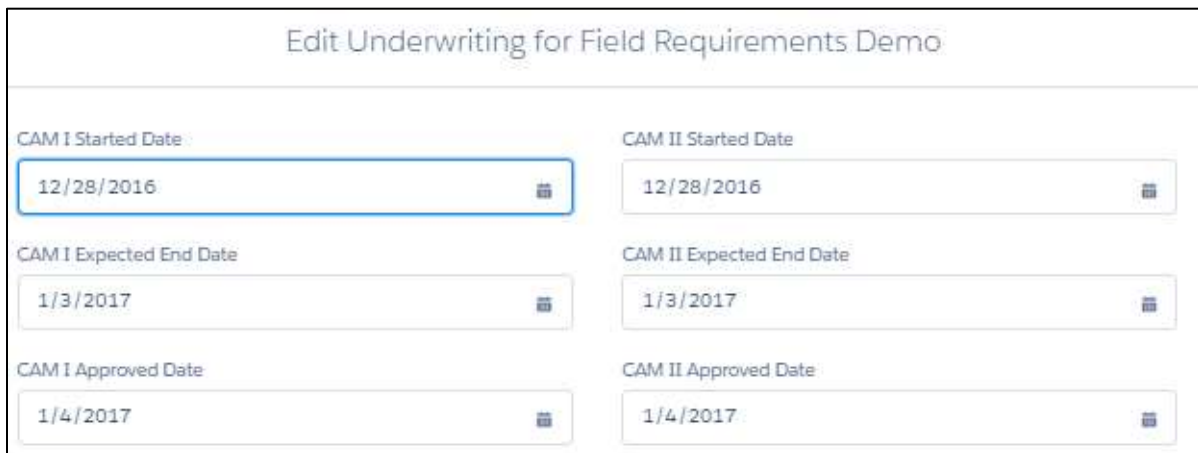 Edit Underwriting for Field Requirements Demo
CAM I Started Date
CAM II Started Date
12/28/2016
12/28/2016
CAM I Expected End Date
CAM II Expected End Date
1/3/2017
1/3/2017
CAM I Approved Date
CAM II Approved Date
1/4/2017
1/4/2017